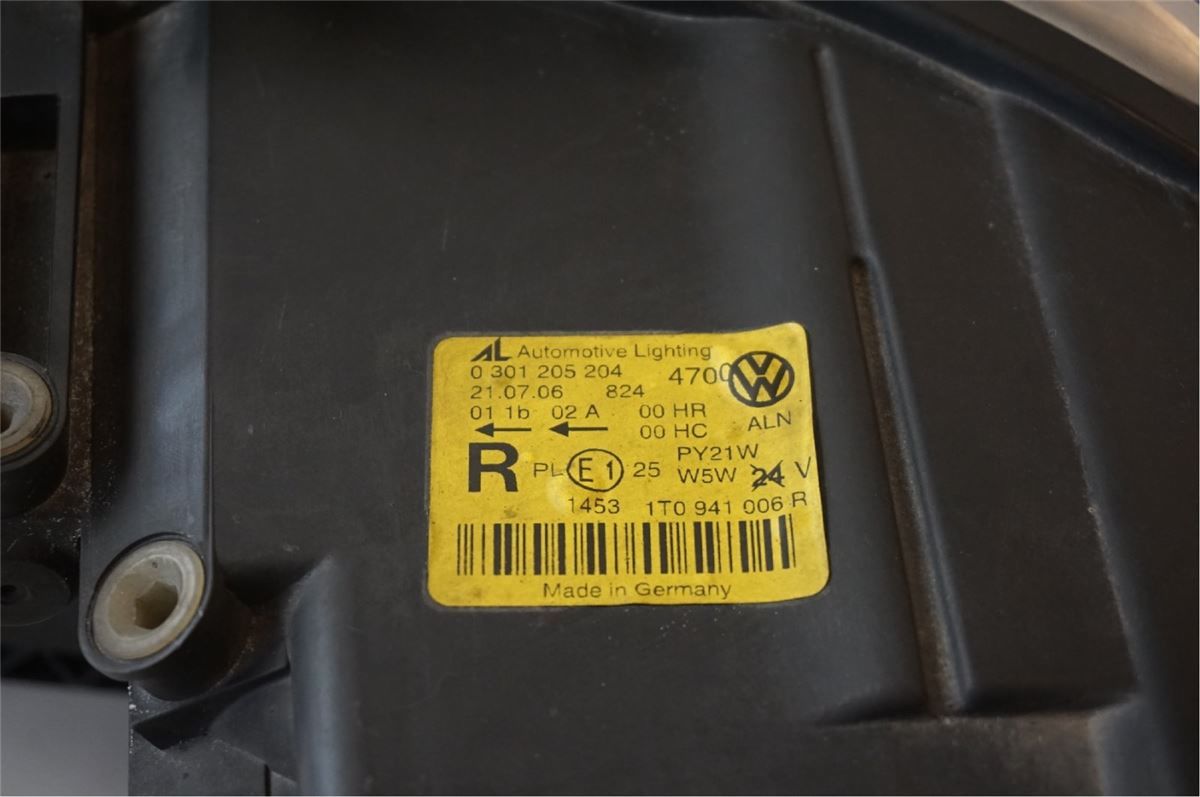 AL Automotive Lighting
0 301 205 204 4700
21.07.06 824
01 1b 02 A 00 HR
00 HC ALN
R PL E1 25 PY21W
W5W 24 V
1453 1T0 941 006 R
Made in Germany